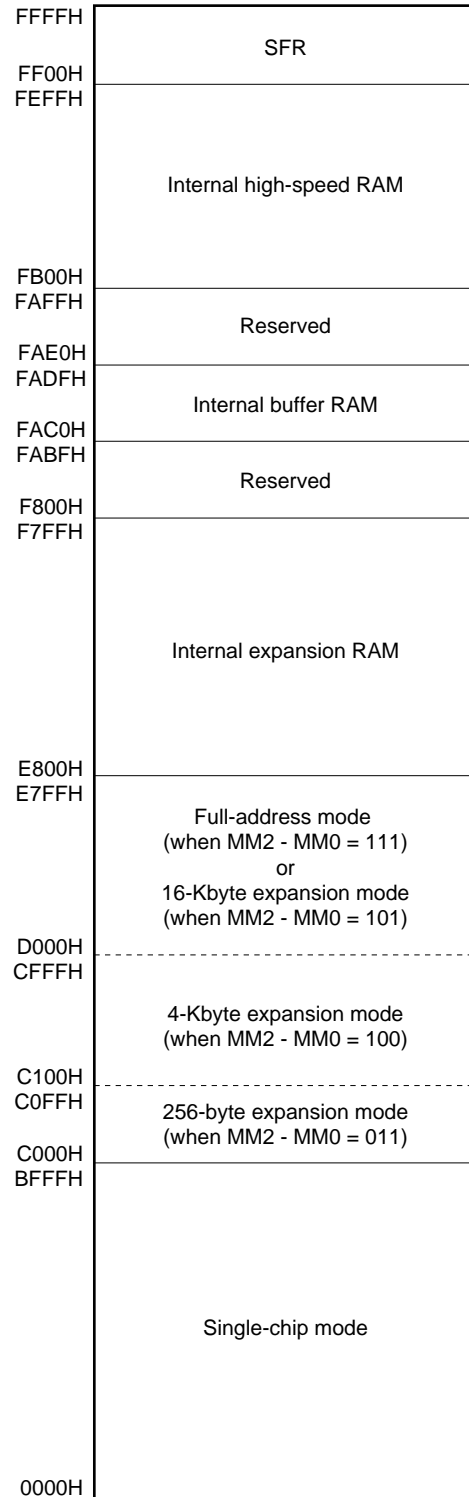 FFFFH
SFR
FF00H
FEFFH
Internal high-speed RAM
FB00H
FAFFH
Reserved
FAE0H
FADFH
Internal buffer RAM
FAC0H
FABFH
Reserved
F800H
F7FFH
Internal expansion RAM
E800H
E7FFH
Full-address mode
(when MM2 - MM0 = 111)
or
16-Kbyte expansion mode
(when MM2 - MM0 = 101)
D000H
CFFFH
4-Kbyte expansion mode
(when MM2 - MM0 = 100)
C100H
C0FFH
256-byte expansion mode
(when MM2 - MM0 = 011)
C000H
BFFFH
Single-chip mode
0000H